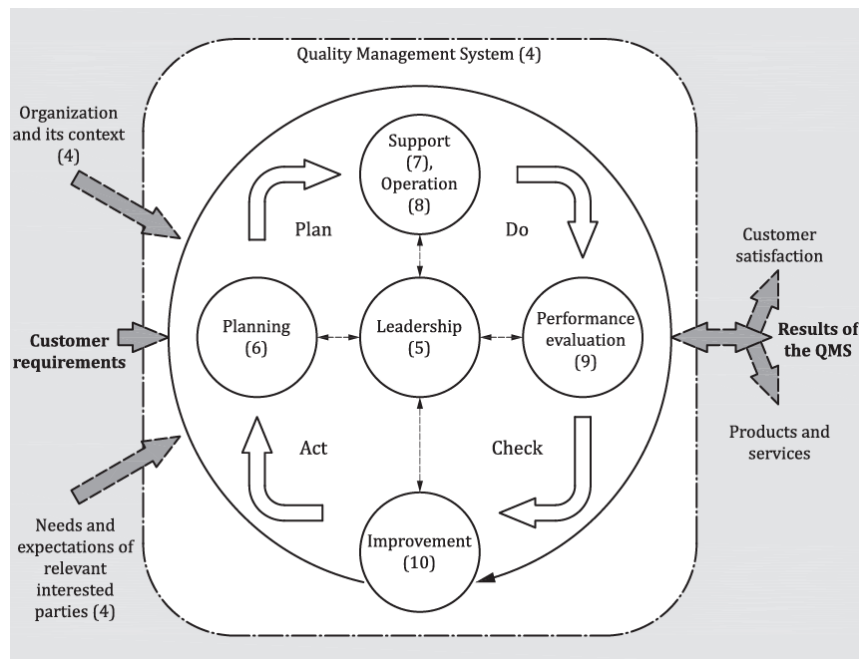 Quality Management System (4)
Organization
and its context
(4)
Support
(7),
Operation
(8)
Plan
Do
Customer
satisfaction
Customer
requirements
Planning
(6)
Leadership
(5)
Performance
evaluation
(9)
Results of
the QMS
Act
Check
Products and
services
Needs and
expectations of
relevant
interested
parties (4)
Improvement
(10)